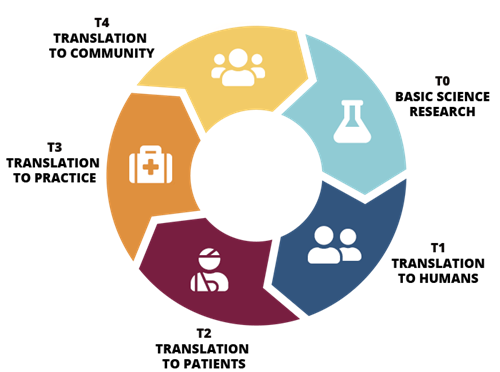 T4
TRANSLATION
TO COMMUNITY
T0
BASIC SCIENCE
RESEARCH
T3
TRANSLATION
TO PRACTICE
T1
TRANSLATION
TO HUMANS
T2
TRANSLATION
TO PATIENTS